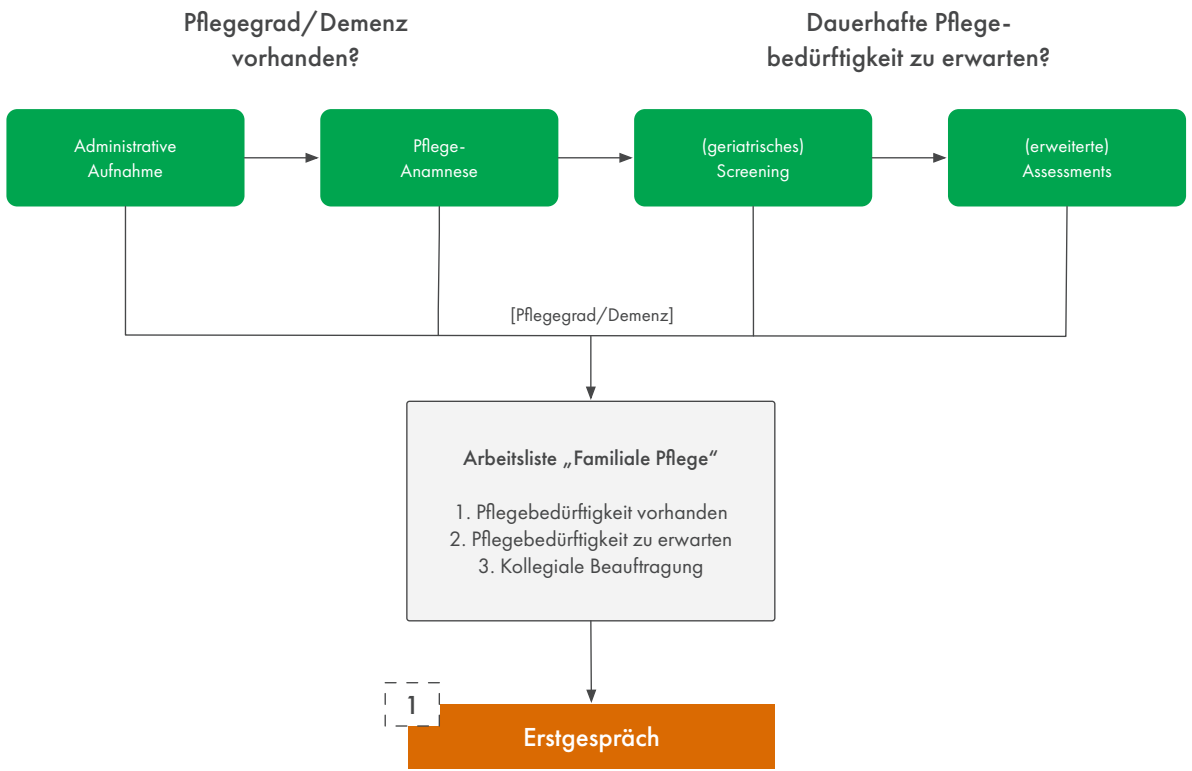 Pflegegrad/Demenz
vorhanden?
Dauerhafte Pflege-
bedürftigkeit zu erwarten?
Administrative
Aufnahme
Pflege-
Anamnese
(geriatrisches)
Screening
(erweiterte)
Assessments
[Pflegegrad/Demenz]
Arbeitsliste „Familiale Pflege“
1. Pflegebedürftigkeit vorhanden
2. Pflegebedürftigkeit zu erwarten
3. Kollegiale Beauftragung
1
Erstgespräch